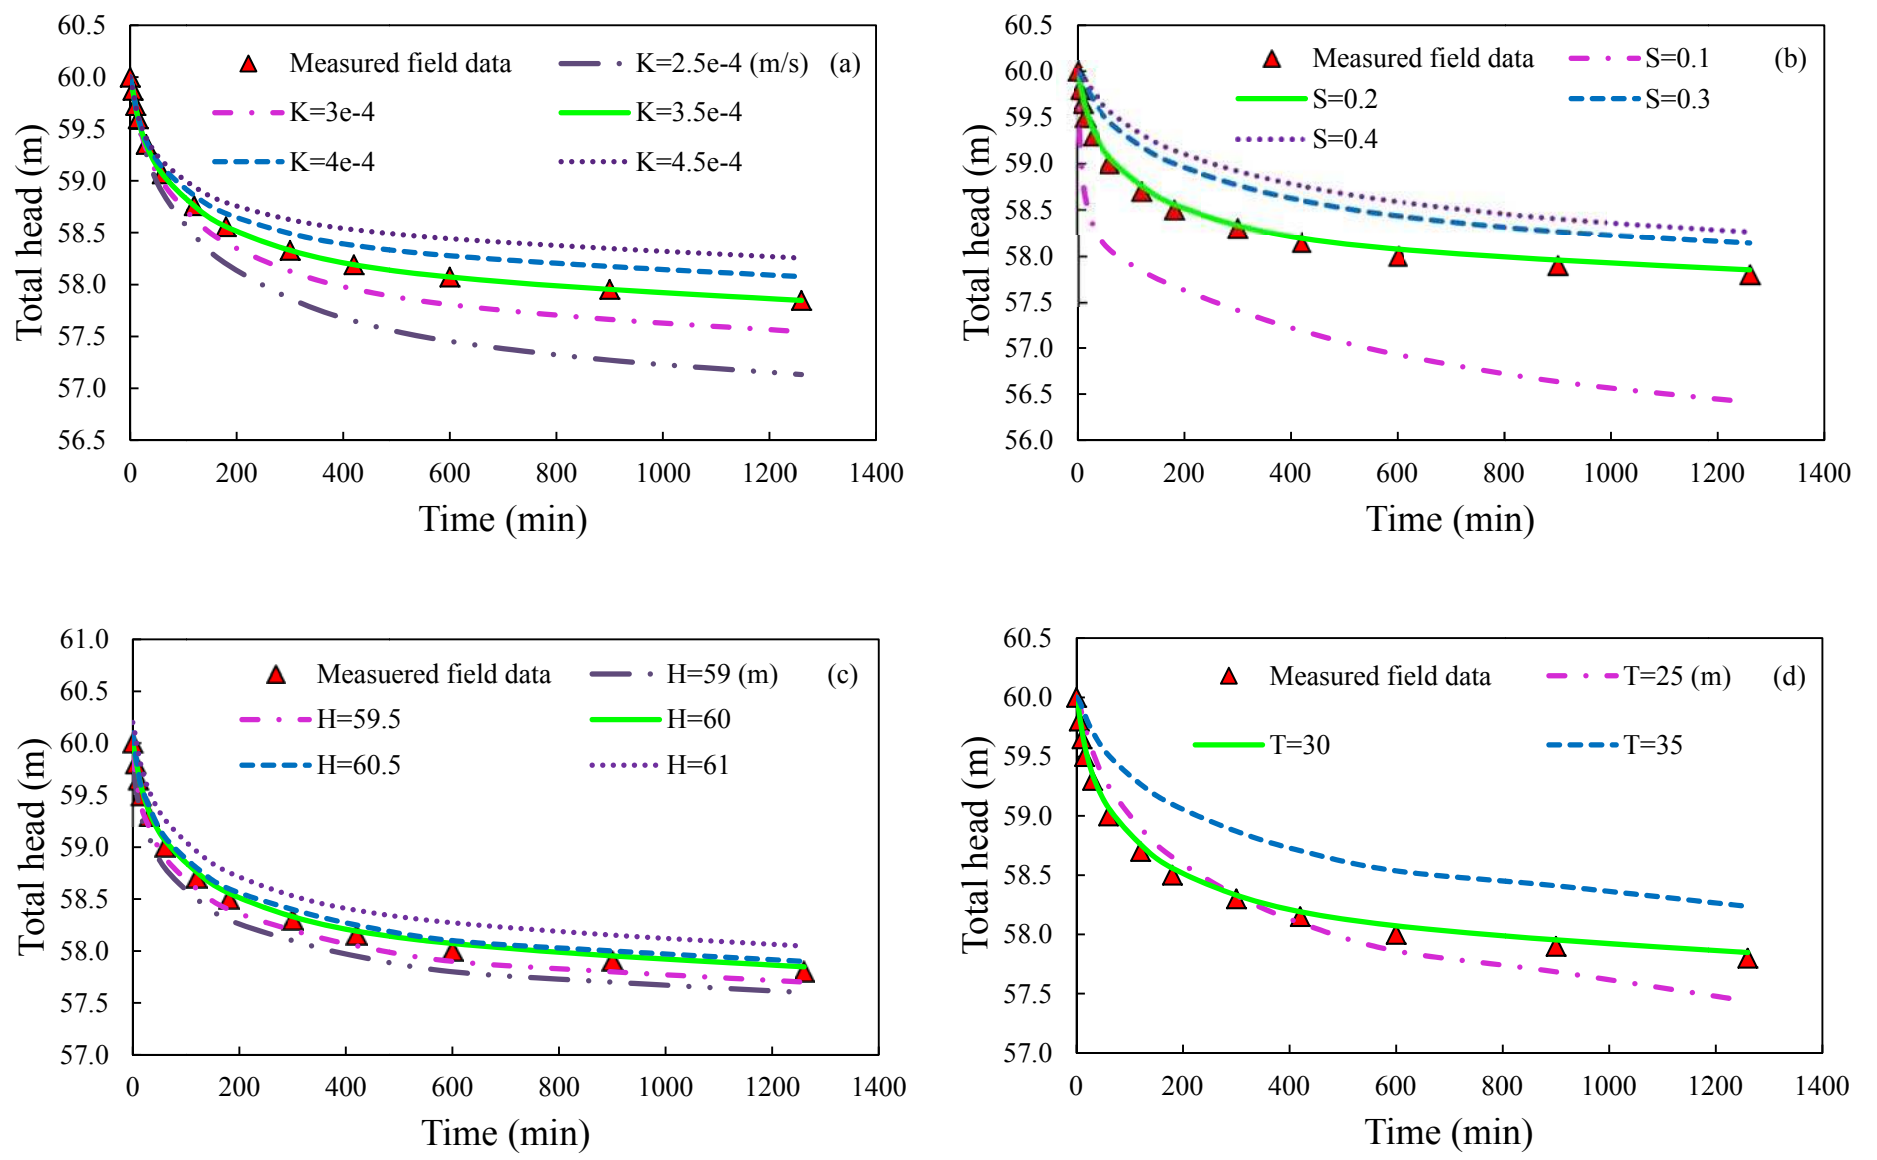 60.5
60.0
59.5
59.0
58.5
58.0
57.5
57.0
56.5
Total head (m)
Measured field data K=2.5e-4 (m/s) (a)
K=3e-4 K=3.5e-4
K=4e-4 K=4.5e-4
0 200 400 600 800 1000 1200 1400
Time (min)
60.5
60.0
59.5
59.0
58.5
58.0
57.5
57.0
56.5
56.0
Total head (m)
Measured field data S=0.1 (b)
S=0.2 S=0.3
S=0.4
0 200 400 600 800 1000 1200 1400
Time (min)
61.0
60.5
60.0
59.5
59.0
58.5
58.0
57.5
57.0
Total head (m)
Measuered field data H=59 (m) (c)
H=59.5 H=60
H=60.5 H=61
0 200 400 600 800 1000 1200 1400
Time (min)
60.5
60.0
59.5
59.0
58.5
58.0
57.5
57.0
Total head (m)
Measured field data T=25 (m) (d)
T=30 T=35
0 200 400 600 800 1000 1200 1400
Time (min)